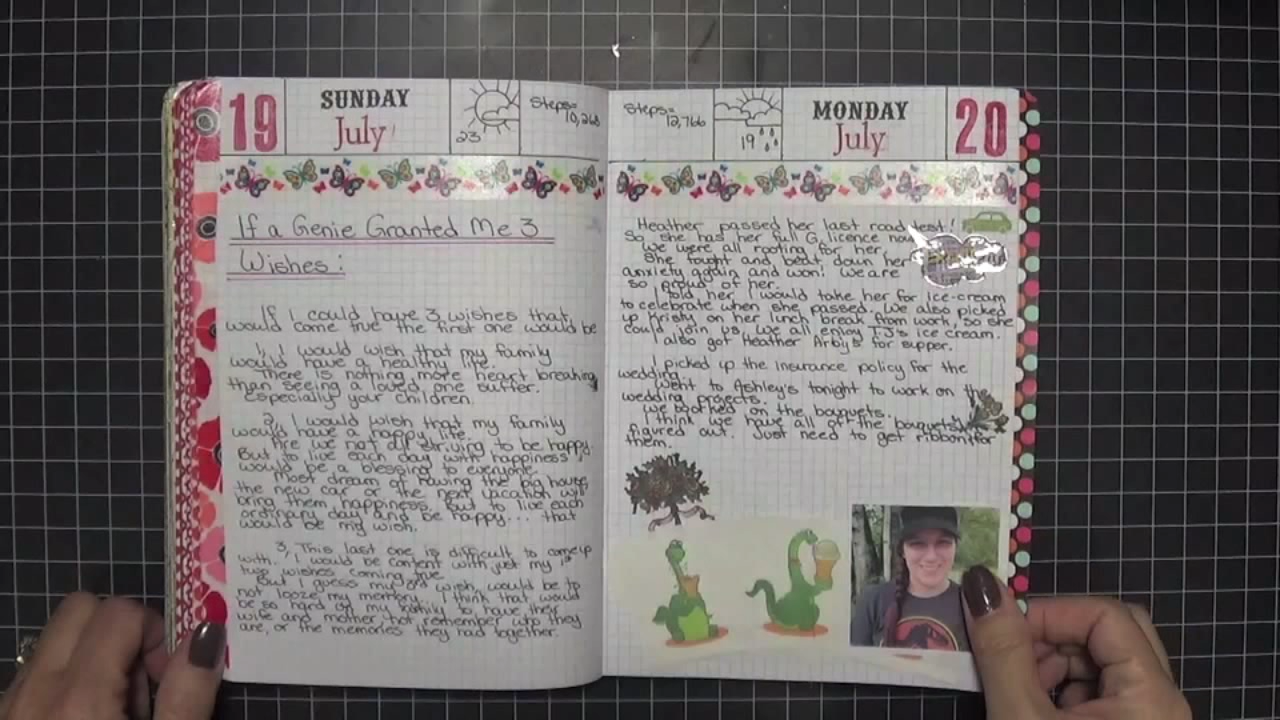 19
SUNDAY
July
23
Steps=
10,268
If a Genie Granted Me 3
Wishes:
If I could have 3 wishes that,
would come true the first one would be
1, I would wish that my family
would have a healthy life.
There is nothing more heart breaking
than seeing a loved one suffer.
especially your children.
2, I would wish that my family
would have a happy life.
Are we not all striving to be happy.
But to live each day with happiness,
would be a blessing to everyone.
Most dream of having the big house,
the new car or the next vacation will
bring them happiness. But to live each
ordinary day and be happy... that
would be my wish.
3, This last one is difficult to come up
with. I would be content with just my 1st
two wishes coming true.
But I guess my 3rd wish, would be to
not looze my memory. I think that would
be so hard on my family to have their
wife and mother not remember who they
are, or the memories they had together.
Steps=
12,766
19
MONDAY
July
20
Heather passed her last road test!
So she has her full G licence now.
We were all rooting for her.
She fought and beat down her
anxiety again and won! We are
so proud of her.
I told her I would take her for ice-cream
to celebrate when she passed. We also picked
up Kristy on her lunch break from work, so she
could join us. We all enjoy TJ's ice cream.
I also got Heather Arby's for supper.
I picked up the insurance policy for the
wedding.
Went to Ashley's tonight to work on the
wedding projects.
We worked on the bouquets.
I think we have all of the bouquets
figured out. Just need to get ribbon for
them.